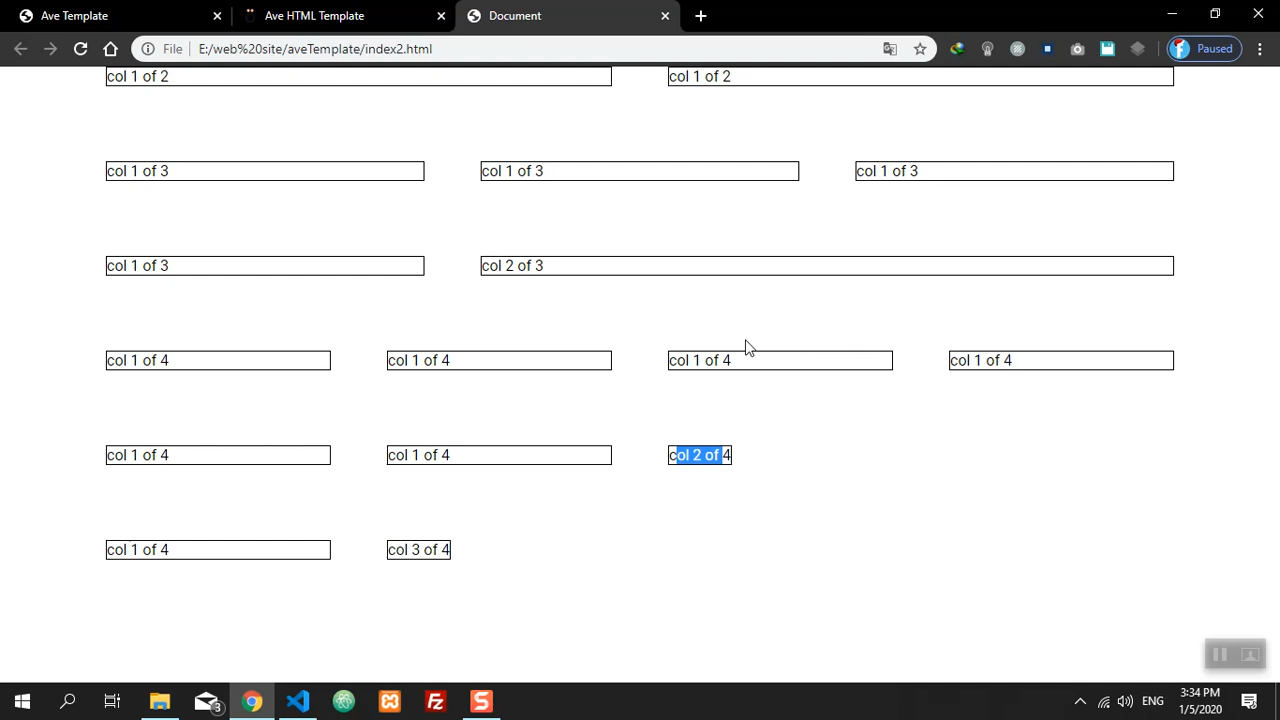 Ave Template
Ave HTML Template
Document
File
E:/web%20site/aveTemplate/index2.html
Paused
col 1 of 2
col 1 of 2
col 1 of 3
col 1 of 3
col 1 of 3
col 1 of 3
col 2 of 3
col 1 of 4
col 1 of 4
col 1 of 4
col 1 of 4
col 1 of 4
col 1 of 4
col 2 of 4
col 1 of 4
col 3 of 4
3
ENG
3:34 PM
1/5/2020